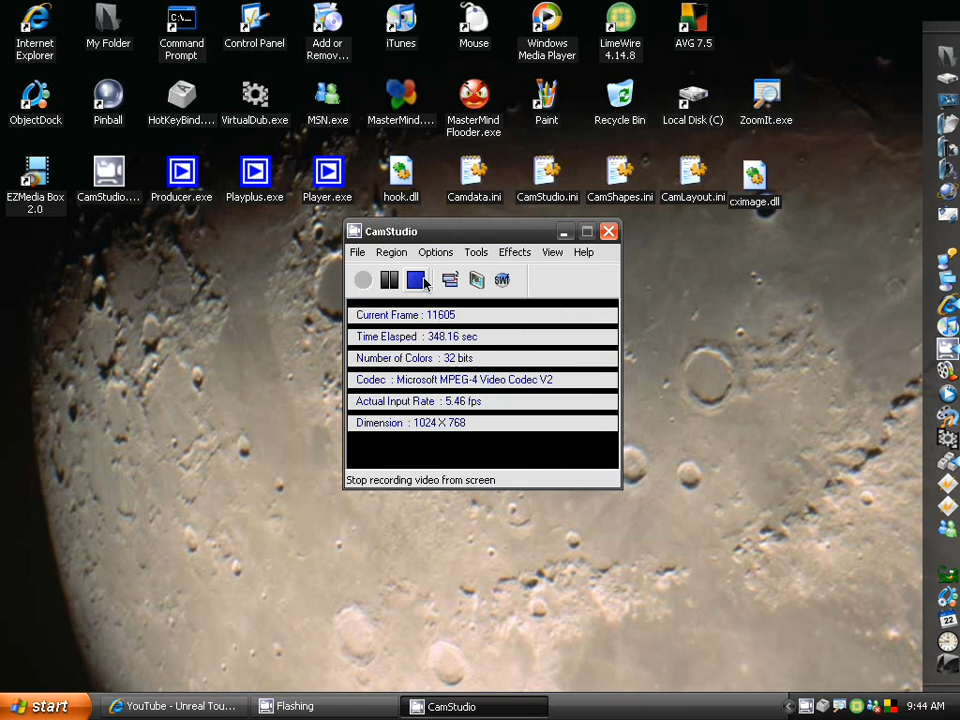 Internet
Explorer
My Folder
Command
Prompt
Control Panel
Add or
Remov...
iTunes
Mouse
Windows
Media Player
LimeWire
4.14.8
AVG 7.5
ObjectDock
Pinball
HotKeyBind....
VirtualDub.exe
MSN.exe
MasterMind....
MasterMind
Flooder.exe
Paint
Recycle Bin
Local Disk (C)
ZoomIt.exe
EZMedia Box
2.0
CamStudio....
Producer.exe
Playplus.exe
Player.exe
hook.dll
Camdata.ini
CamStudio.ini
CamShapes.ini
CamLayout.ini
cximage.dll
CamStudio
File Region Options Tools Effects View Help
SWF
Current Frame : 11605
Time Elasped : 348.16 sec
Number of Colors : 32 bits
Codec : Microsoft MPEG-4 Video Codec V2
Actual Input Rate : 5.46 fps
Dimension : 1024 X 768
Stop recording video from screen
22
start
YouTube - Unreal Tou...
Flashing
CamStudio
9:44 AM